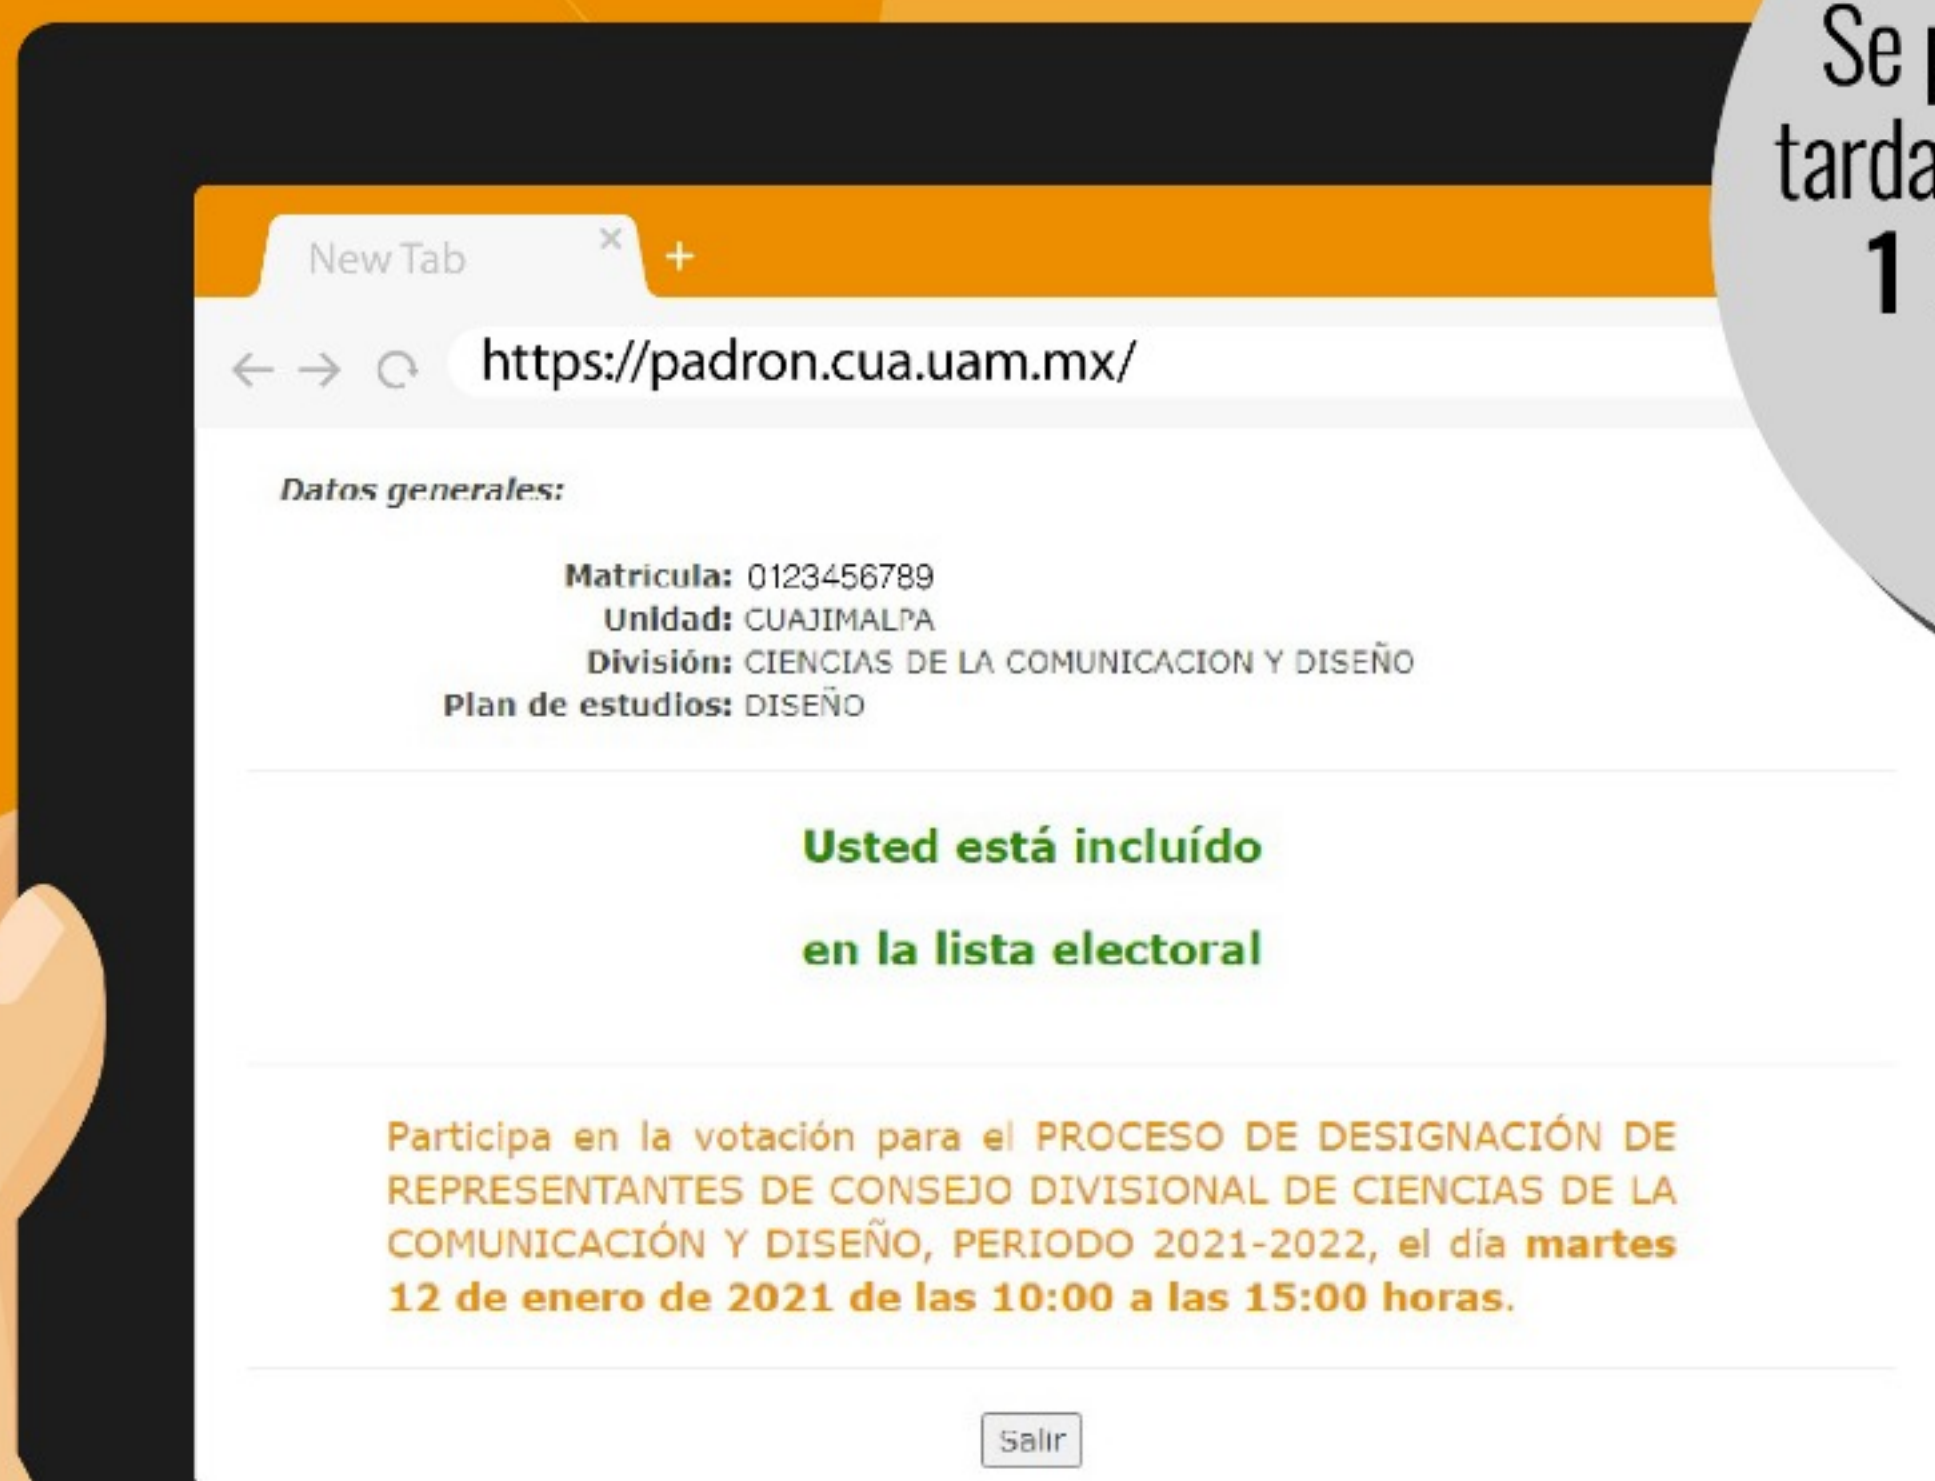 Se
tarda
1
New Tab × +
https://padron.cua.uam.mx/
Datos generales:
Matrícula: 0123456789
Unidad: CUAJIMALPA
División: CIENCIAS DE LA COMUNICACION Y DISEÑO
Plan de estudios: DISEÑO
Usted está incluído
en la lista electoral
Participa en la votación para el PROCESO DE DESIGNACIÓN DE
REPRESENTANTES DE CONSEJO DIVISIONAL DE CIENCIAS DE LA
COMUNICACIÓN Y DISEÑO, PERIODO 2021-2022, el día martes
12 de enero de 2021 de las 10:00 a las 15:00 horas.
Salir